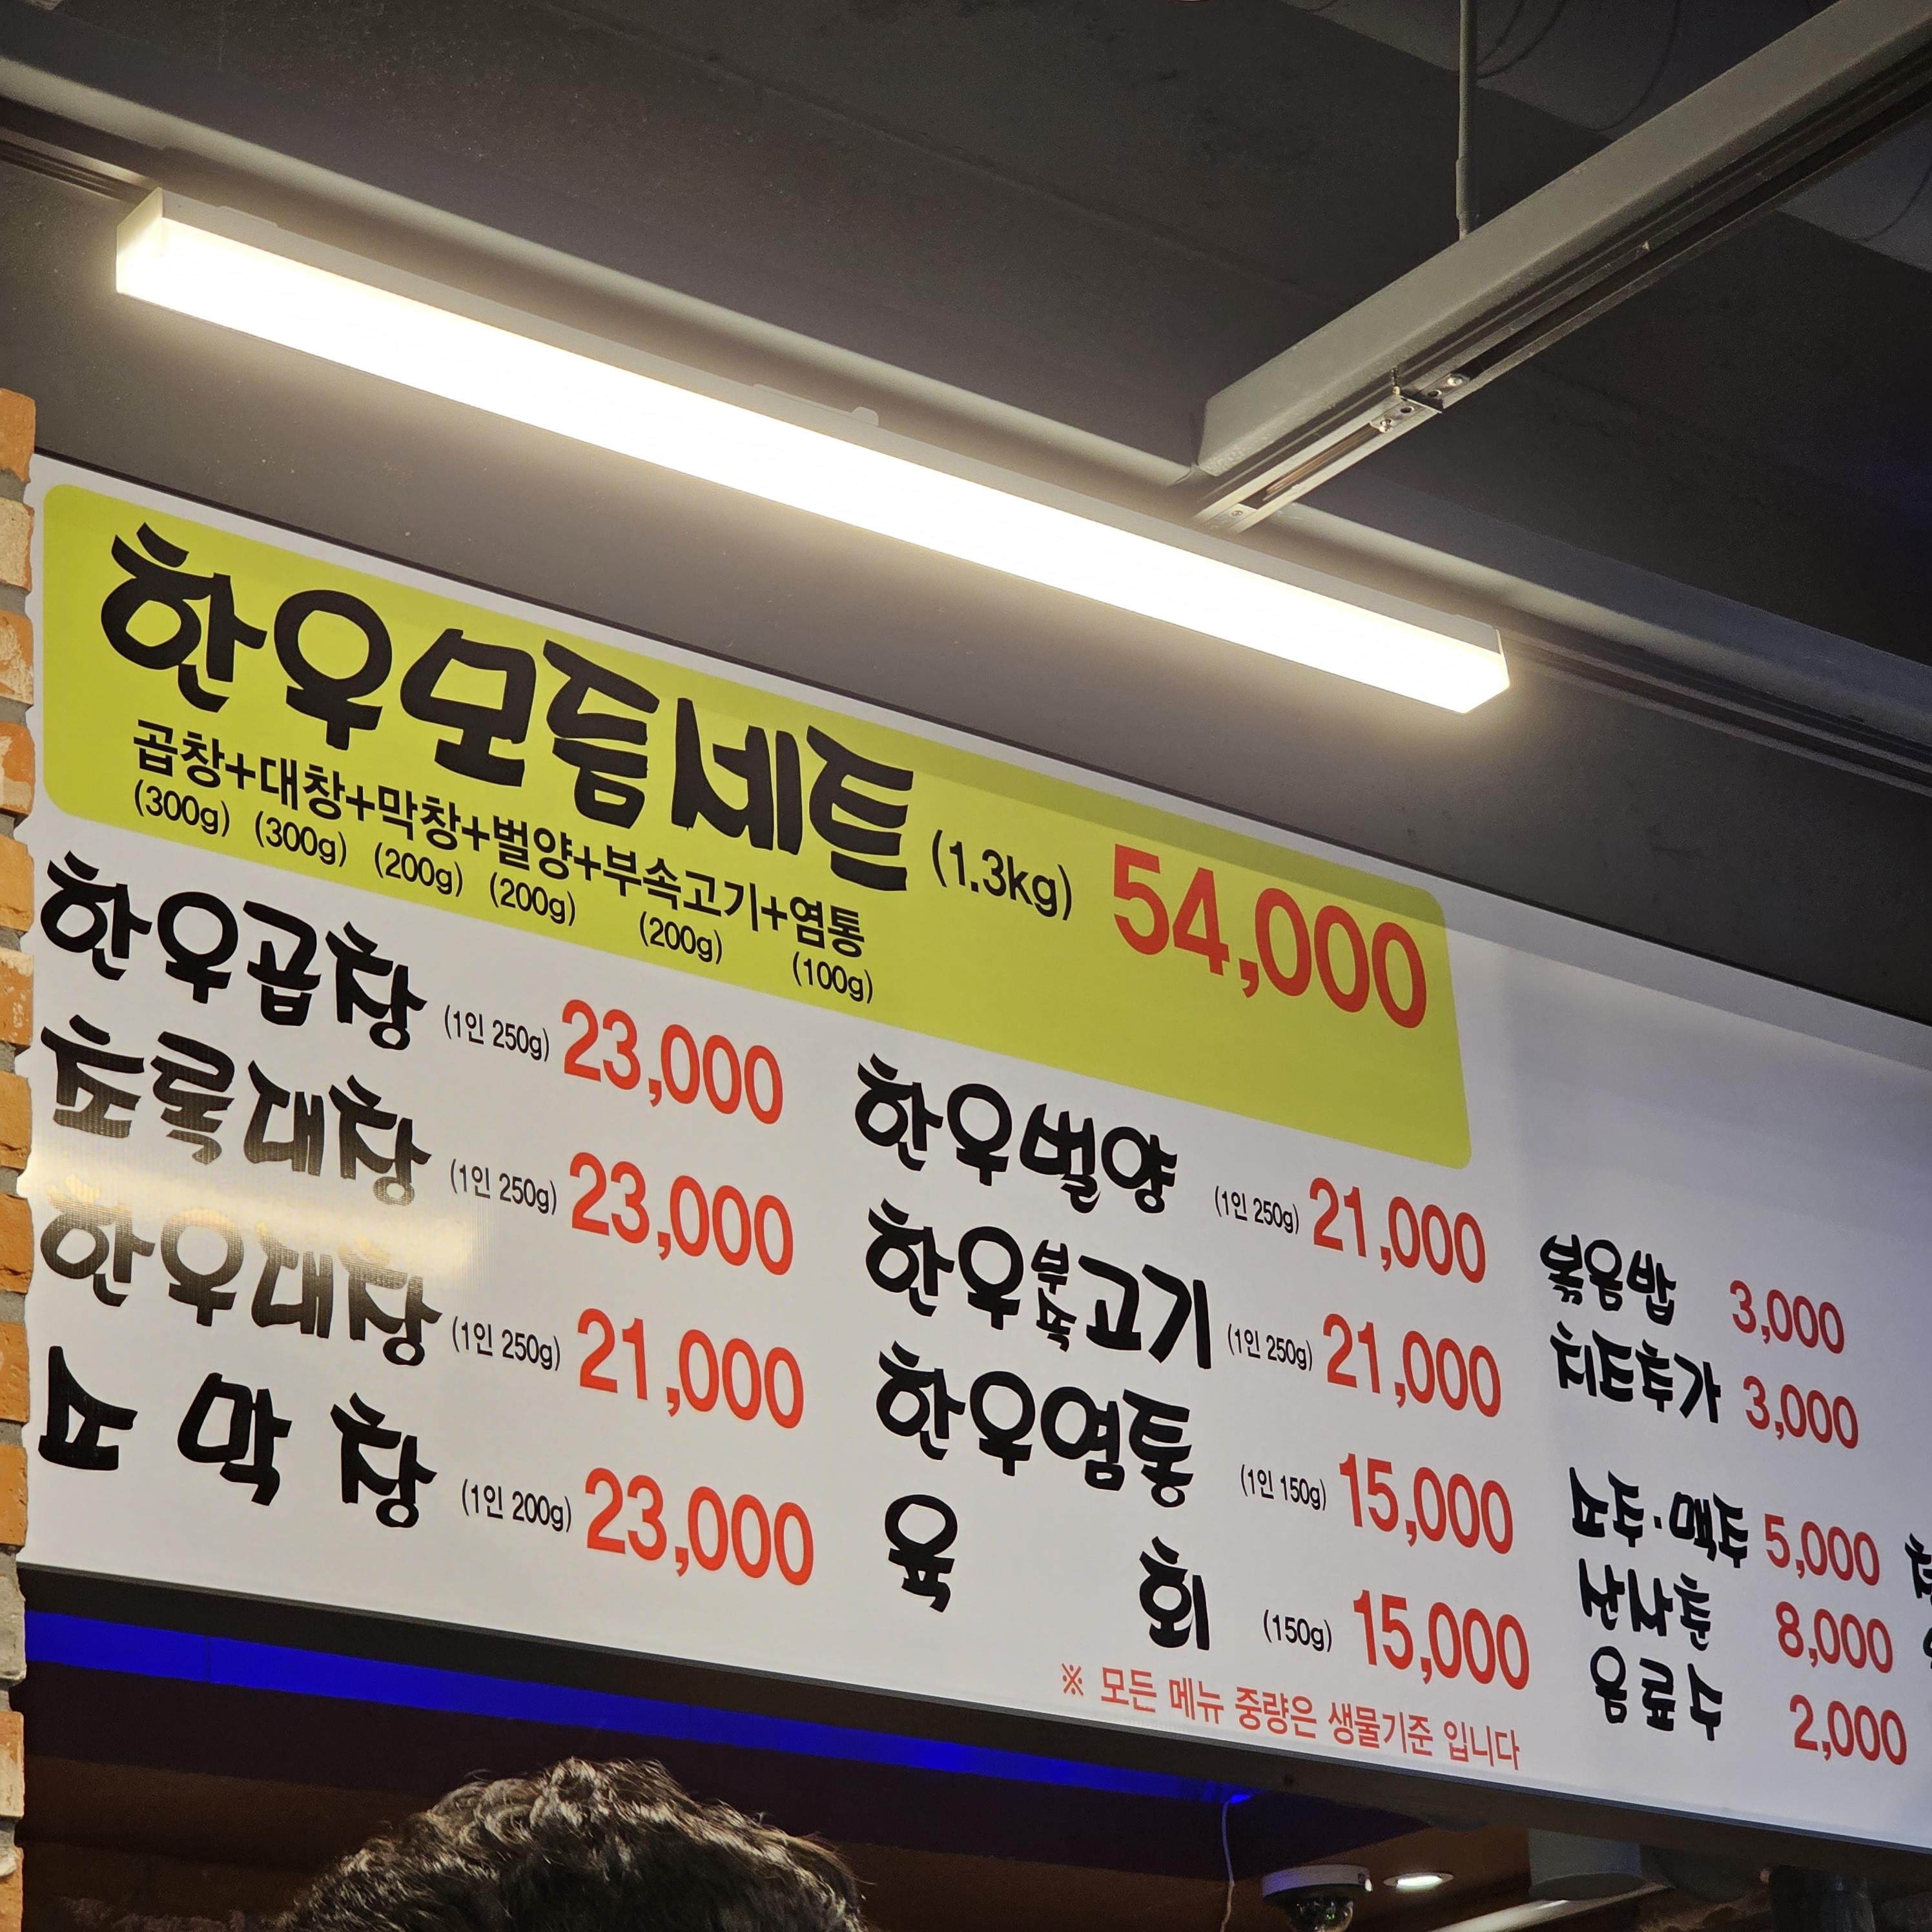 한우모듬세트 (1.3kg) 54,000
곱창+대창+막창+벌양+부속고기+염통
(300g) (300g) (200g) (200g) (200g) (100g)
한우곱창 (1인 250g) 23,000
초록대창 (1인 250g) 23,000
한우대창 (1인 250g) 21,000
소막창 (1인 200g) 23,000
한우벌양 (1인 250g) 21,000
한우부속고기 (1인 250g) 21,000
한우염통 (1인 150g) 15,000
육회 (150g) 15,000
※ 모든 메뉴 중량은 생물기준 입니다
볶음밥 3,000
치즈추가 3,000
소주·맥주 5,000
산사춘 8,000
음료수 2,000